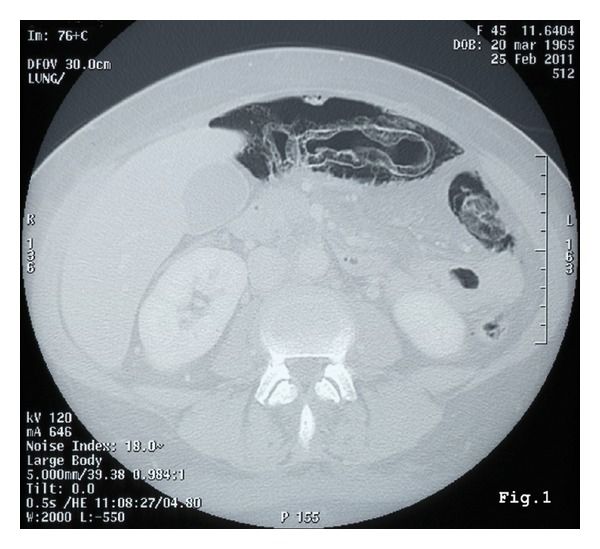 Im: 76+C
DFOV 30.0cm
LUNG/
F 45 11.6404
DOB: 20 mar 1965
25 Feb 2011
512
R
136
L
163
kV 120
mA 646
Noise Index: 18.0
Large Body
5.000mm/39.38 0.984:1
Tilt: 0.0
0.5s /HE 11:08:27/04.80
W:2000 L:-550
P 155
Fig.1